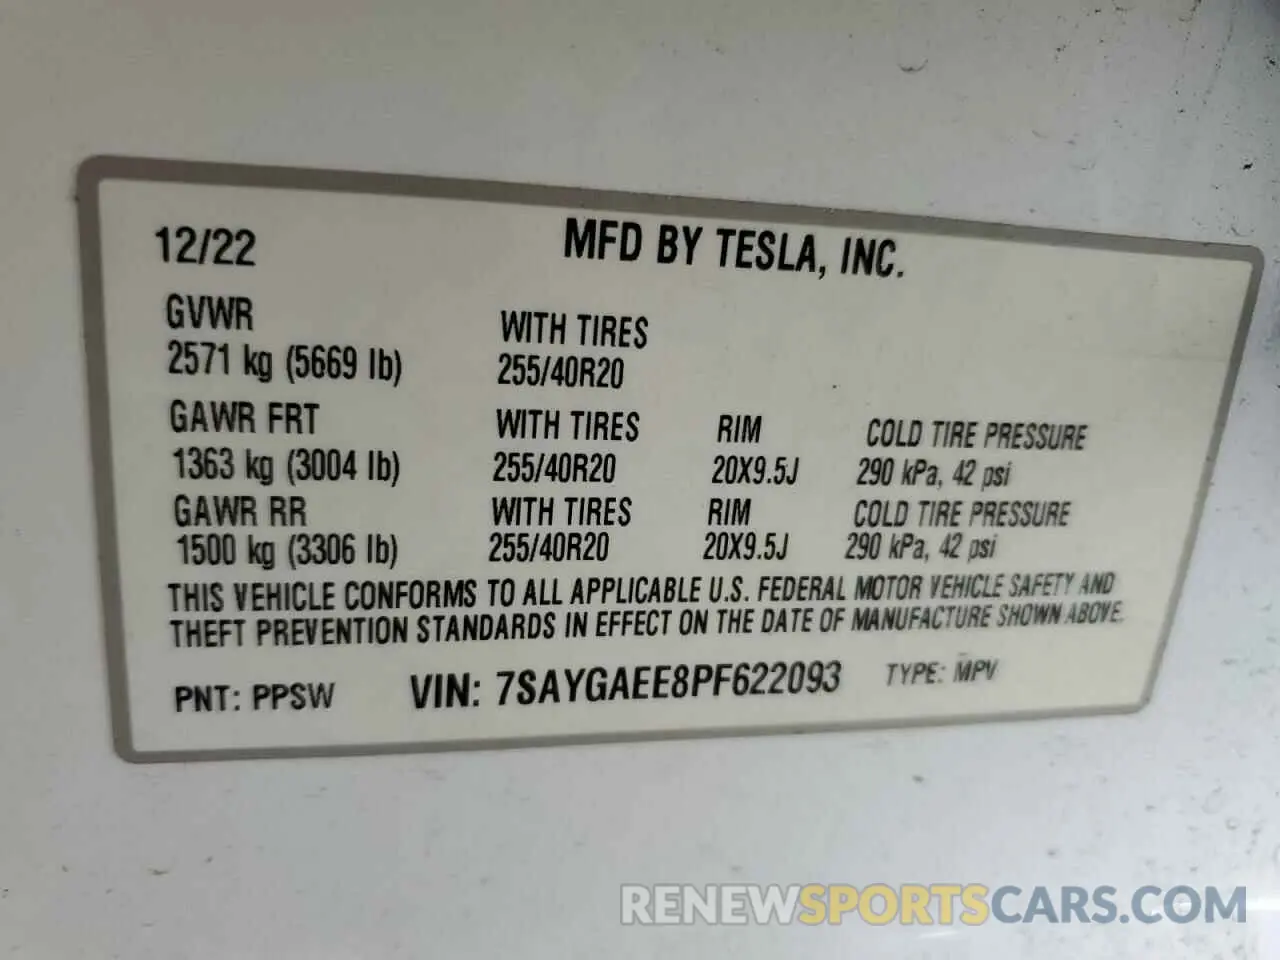 12/22 MFD BY TESLA, INC.
GVWR WITH TIRES
2571 kg (5669 lb) 255/40R20
GAWR FRT WITH TIRES RIM COLD TIRE PRESSURE
1363 kg (3004 lb) 255/40R20 20X9.5J 290 kPa, 42 psi
GAWR RR WITH TIRES RIM COLD TIRE PRESSURE
1500 kg (3306 lb) 255/40R20 20X9.5J 290 kPa, 42 psi
THIS VEHICLE CONFORMS TO ALL APPLICABLE U.S. FEDERAL MOTOR VEHICLE SAFETY AND
THEFT PREVENTION STANDARDS IN EFFECT ON THE DATE OF MANUFACTURE SHOWN ABOVE.
PNT: PPSW VIN: 7SAYGAEE8PF622093 TYPE: MPV
RENEWSPORTSCARS.COM